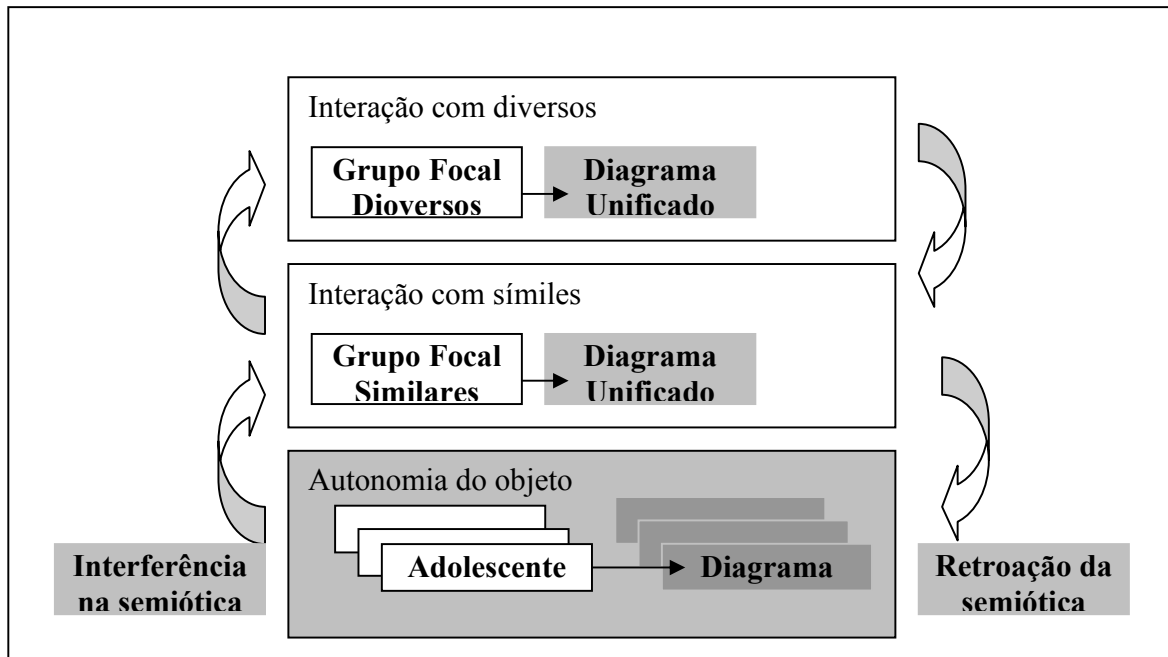 Interação com diversos
Grupo Focal
Dioversos
Diagrama
Unificado
Interação com símiles
Grupo Focal
Similares
Diagrama
Unificado
Autonomia do objeto
Adolescente
Diagrama
Interferência
na semiótica
Retroação da
semiótica